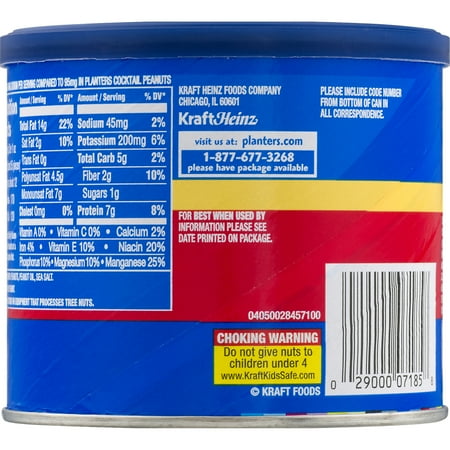 SODIUM PER SERVING COMPARED TO 95mg IN PLANTERS COCKTAIL PEANUTS
Amount / Serving % DV* Amount / Serving % DV*
Total Fat 14g 22% Sodium 45mg 2%
Sat Fat 2g 10% Potassium 200mg 6%
Trans Fat 0g Total Carb 5g 2%
Polyunsat Fat 4.5g Fiber 2g 10%
Monounsat Fat 7g Sugars 1g
Cholest 0mg 0% Protein 7g 8%
Vitamin A 0% • Vitamin C 0% • Calcium 2%
Iron 4% • Vitamin E 10% • Niacin 20%
Phosphorus 10% • Magnesium 10% • Manganese 25%
PEANUT OIL, SEA SALT.
ON EQUIPMENT THAT PROCESSES TREE NUTS.
KRAFT HEINZ FOODS COMPANY
CHICAGO, IL 60601
KraftHeinz
visit us at: planters.com
1-877-677-3268
please have package available
PLEASE INCLUDE CODE NUMBER
FROM BOTTOM OF CAN IN
ALL CORRESPONDENCE.
FOR BEST WHEN USED BY
INFORMATION PLEASE SEE
DATE PRINTED ON PACKAGE.
04050028457100
CHOKING WARNING
Do not give nuts to
children under 4
www.KraftKidsSafe.com
© KRAFT FOODS
0 29000 07185 8